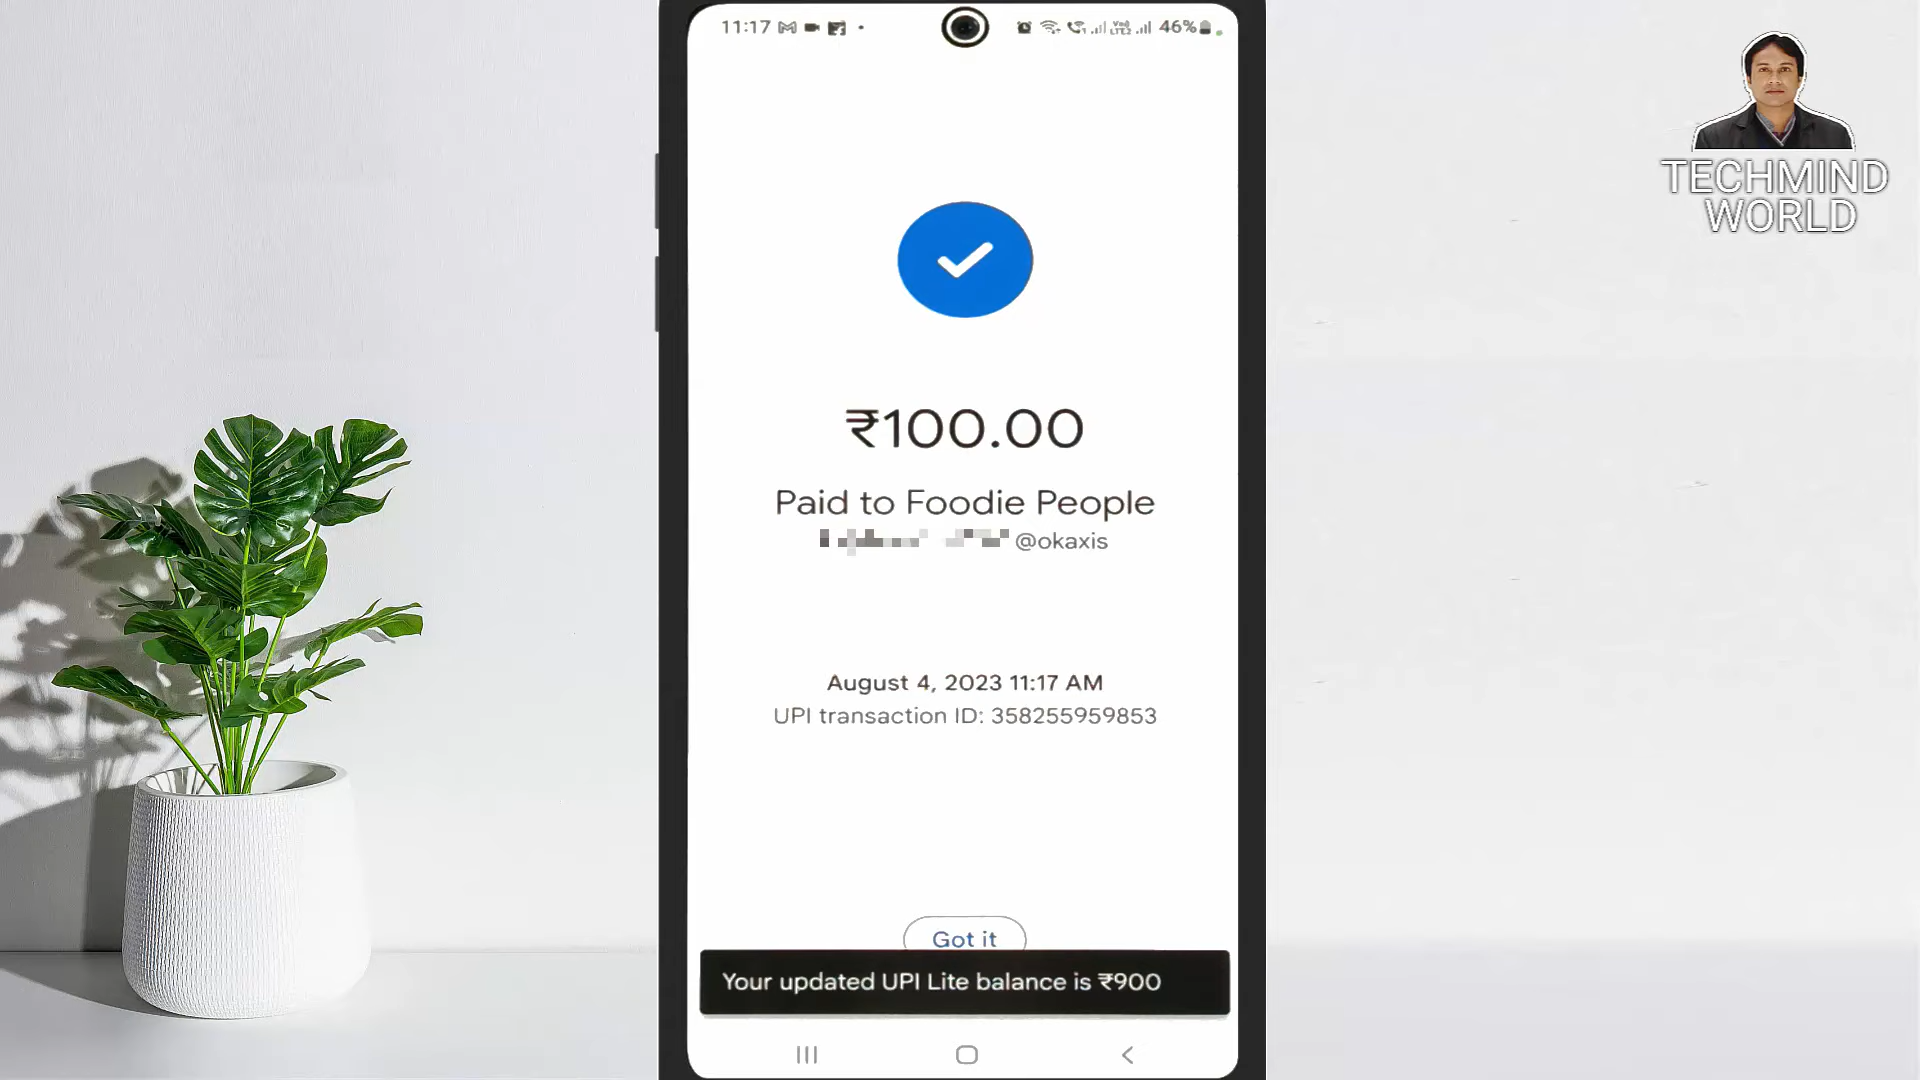 11:17
46%
TECHMIND
WORLD
₹100.00
Paid to Foodie People
@okaxis
August 4, 2023 11:17 AM
UPI transaction ID: 358255959853
Got it
Your updated UPI Lite balance is ₹900